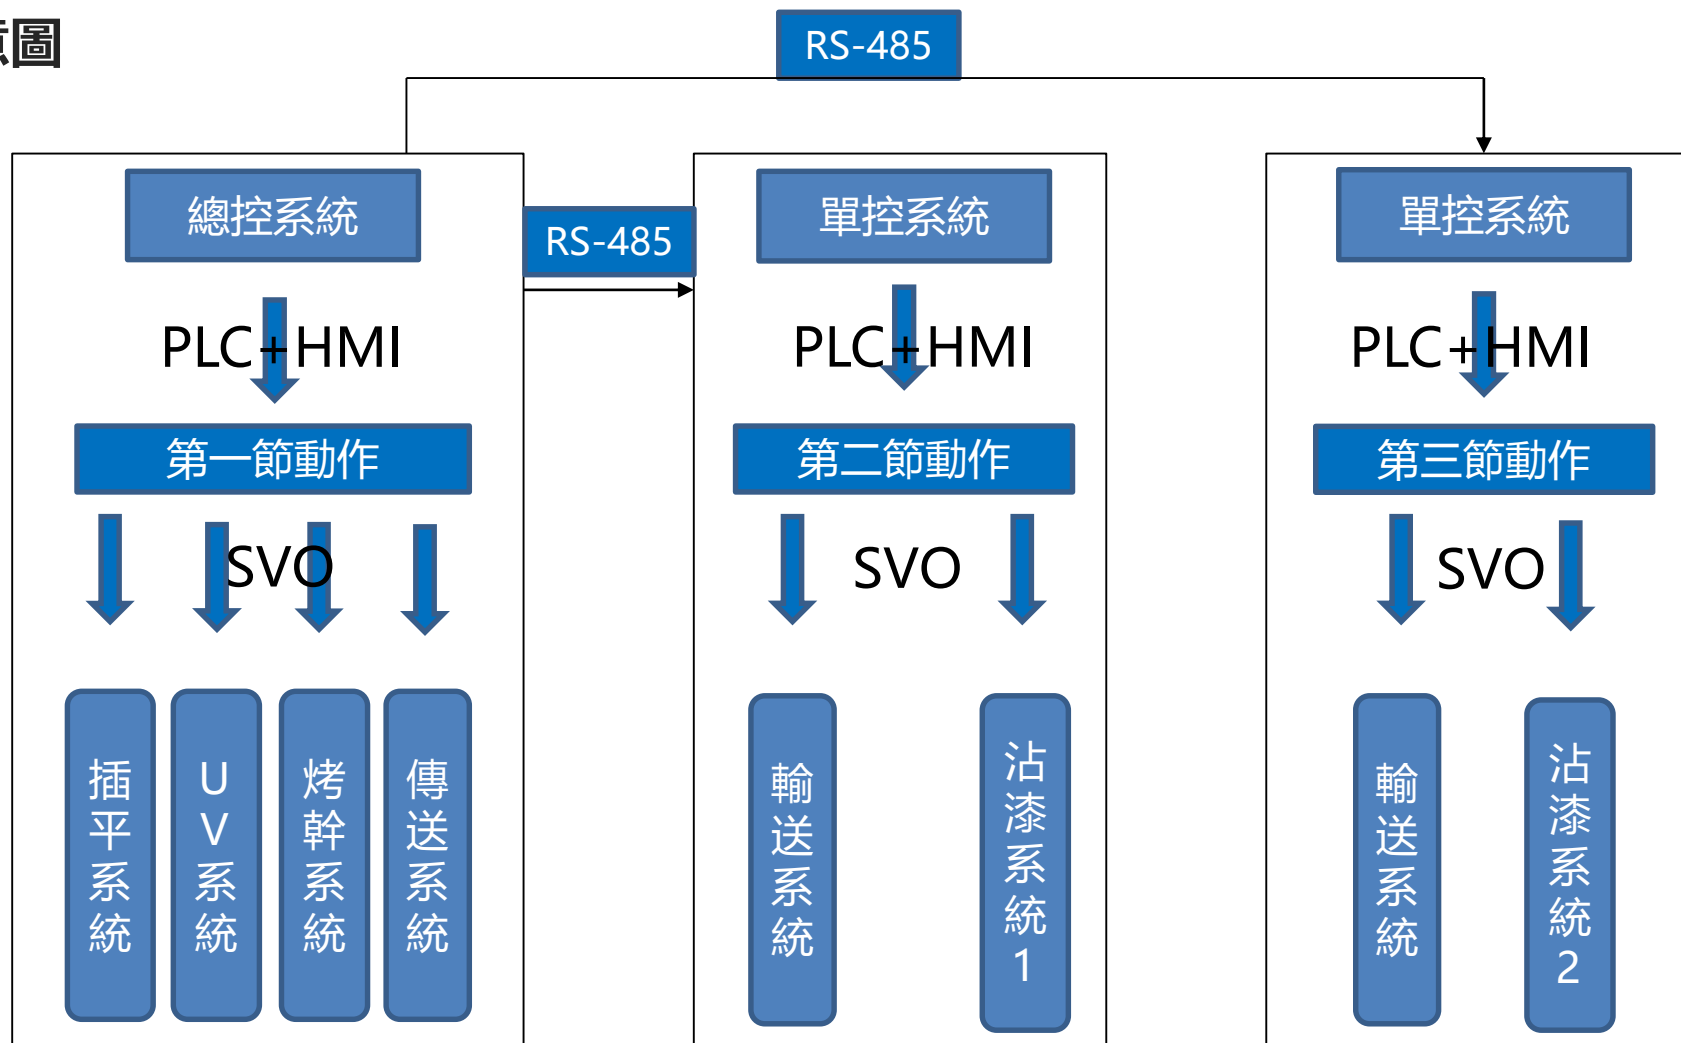 意圖
RS-485
總控系統
單控系統
單控系統
RS-485
PLC+HMI
PLC+HMI
PLC+HMI
第一節動作
第二節動作
第三節動作
SVO
SVO
SVO
插平系統
UV系統
烤幹系統
傳送系統
輸送系統
沾漆系統1
輸送系統
沾漆系統2